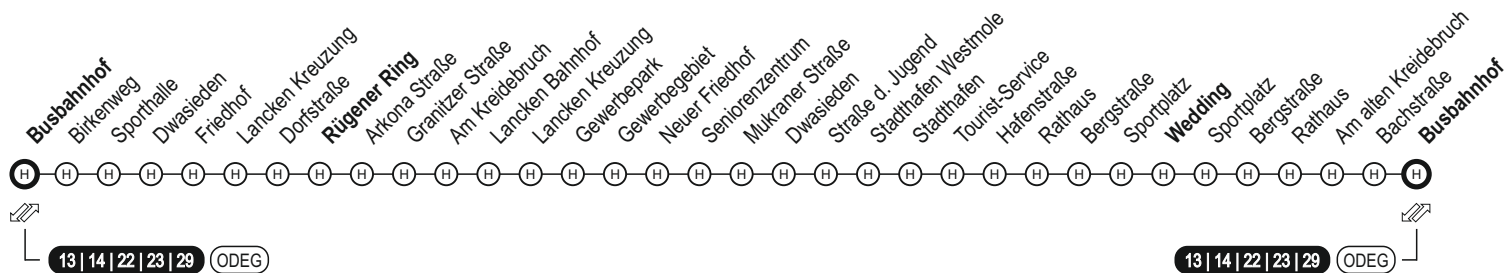 Busbahnhof
Birkenweg
Sporthalle
Dwasieden
Friedhof
Lancken Kreuzung
Dorfstraße
Rügener Ring
Arkona Straße
Granitzer Straße
Am Kreidebruch
Lancken Bahnhof
Lancken Kreuzung
Gewerbepark
Gewerbegebiet
Neuer Friedhof
Seniorenzentrum
Mukraner Straße
Dwasieden
Straße d. Jugend
Stadthafen Westmole
Stadthafen
Tourist-Service
Hafenstraße
Rathaus
Bergstraße
Sportplatz
Wedding
Sportplatz
Bergstraße
Rathaus
Am alten Kreidebruch
Bachstraße
Busbahnhof
H H H H H H H H H H H H H H H H H H H H H H H H H H H H H H H H H H
13 | 14 | 22 | 23 | 29 ODEG 13 | 14 | 22 | 23 | 29 ODEG